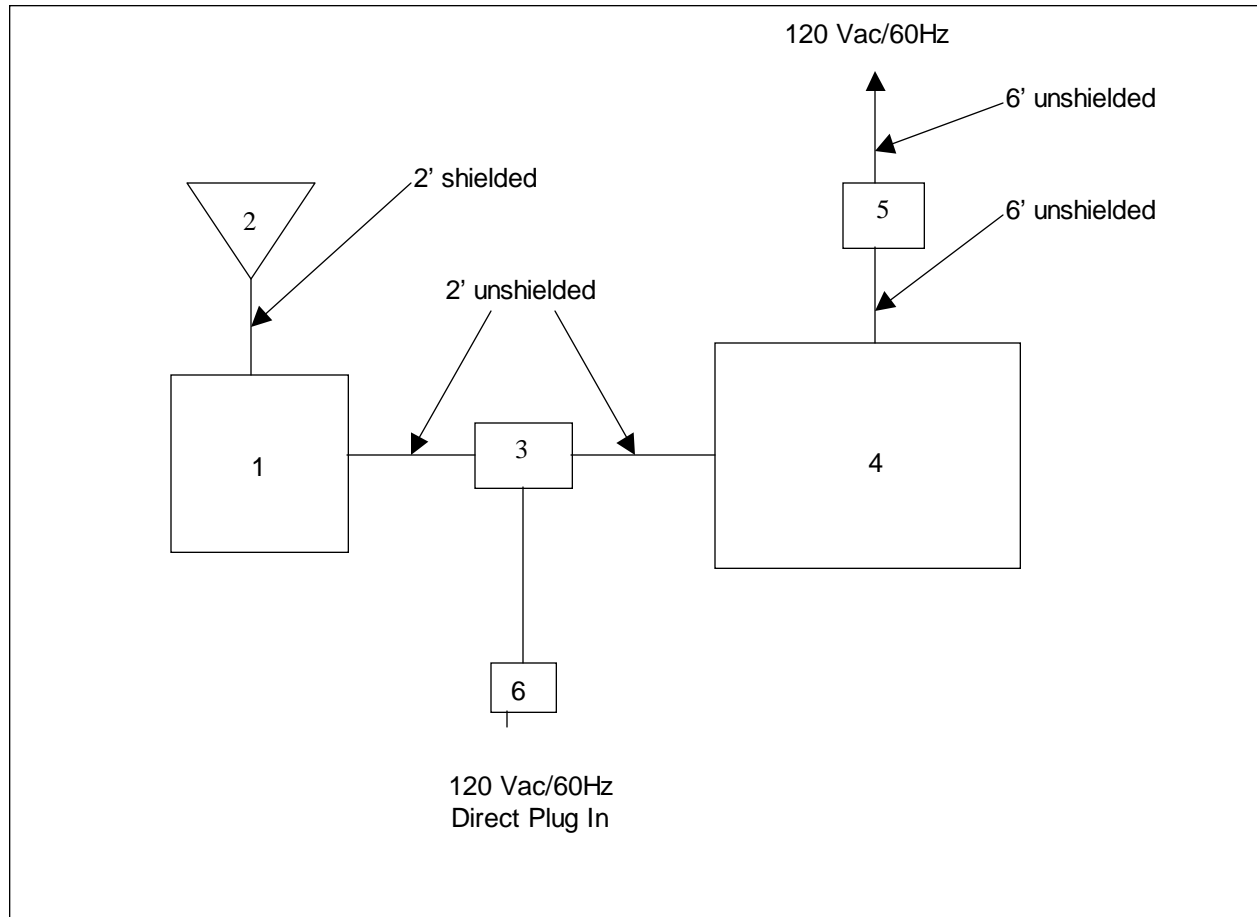 120 Vac/60Hz
6’ unshielded
2’ shielded
2
5
6’ unshielded
2’ unshielded
1
3
4
6
120 Vac/60Hz
Direct Plug In